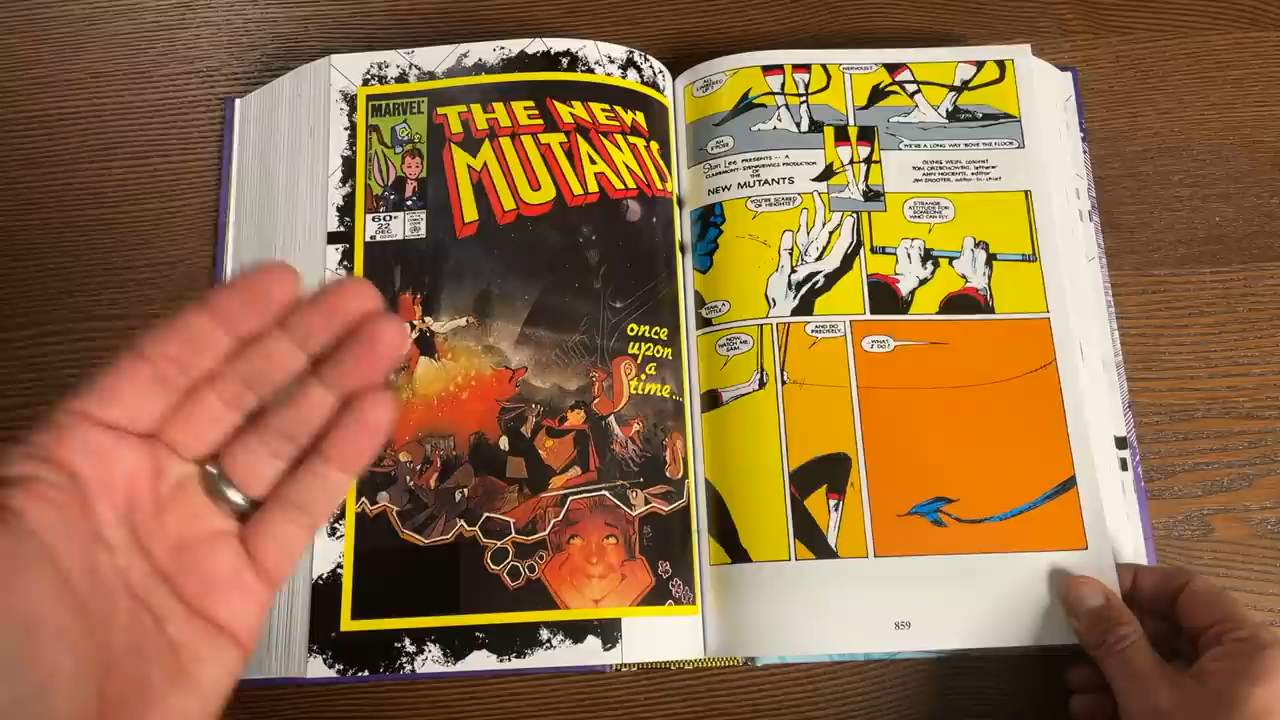 MARVEL
THE NEW
MUTANTS
60¢
22
DEC
once
upon
a
time...
ALL
LIMBERED
UP?
NERVOUS?
AH
S'POSE
WE'RE A LONG WAY 'BOVE THE FLOOR
Stan Lee PRESENTS... A
CLAREMONT-SIENKIEWICZ PRODUCTION
OF
THE
NEW MUTANTS
GLYNIS WEIN, colorist
TOM ORZECHOWSKI, letterer
ANN NOCENTI, editor
JIM SHOOTER, editor-in-chief
YOU'RE SCARED
OF HEIGHTS?
YEAH, A
LITTLE.
STRANGE
ATTITUDE FOR
SOMEONE
WHO CAN FLY.
NOW,
WATCH ME,
SAM...
AND DO
PRECISELY...
...WHAT
I DO!
859